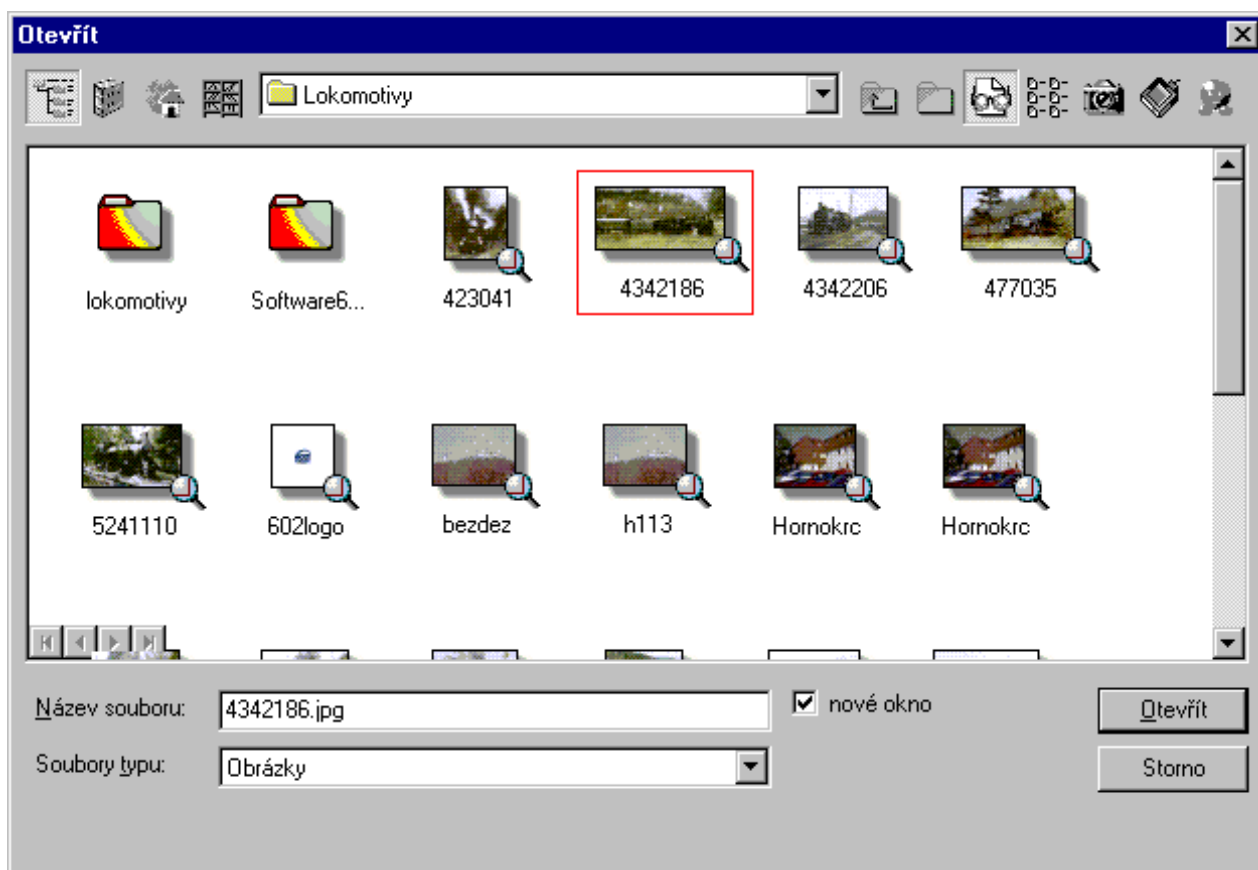 Otevřít
Lokomotivy
lokomotivy
Software6...
423041
4342186
4342206
477035
5241110
602logo
bezdez
h113
Hornokrc
Hornokrc
Název souboru:
4342186.jpg
nové okno
Otevřít
Soubory typu:
Obrázky
Storno